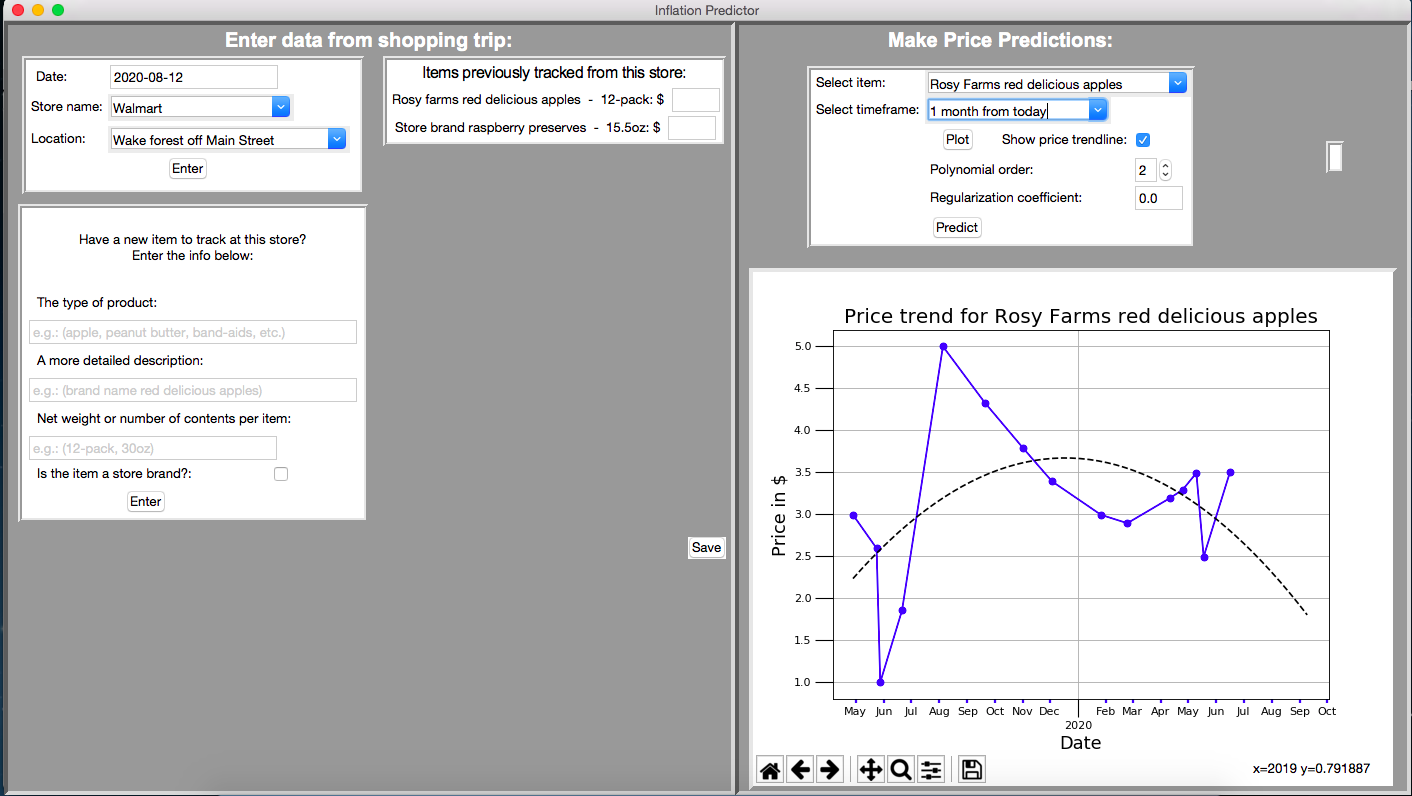 Inflation Predictor
Enter data from shopping trip:
Date:
2020-08-12
Store name:
Walmart
Location:
Wake forest off Main Street
Enter
Items previously tracked from this store:
Rosy farms red delicious apples - 12-pack: $
Store brand raspberry preserves - 15.5oz: $
Have a new item to track at this store?
Enter the info below:
The type of product:
e.g.: (apple, peanut butter, band-aids, etc.)
A more detailed description:
e.g.: (brand name red delicious apples)
Net weight or number of contents per item:
e.g.: (12-pack, 30oz)
Is the item a store brand?:
Enter
Save
Make Price Predictions:
Select item:
Rosy Farms red delicious apples
Select timeframe:
1 month from today
Plot
Show price trendline:
Polynomial order:
2
Regularization coefficient:
0.0
Predict
Price trend for Rosy Farms red delicious apples
5.0
4.5
4.0
3.5
3.0
2.5
2.0
1.5
1.0
Price in $
May Jun Jul Aug Sep Oct Nov Dec Feb Mar Apr May Jun Jul Aug Sep Oct
2020
Date
x=2019 y=0.791887